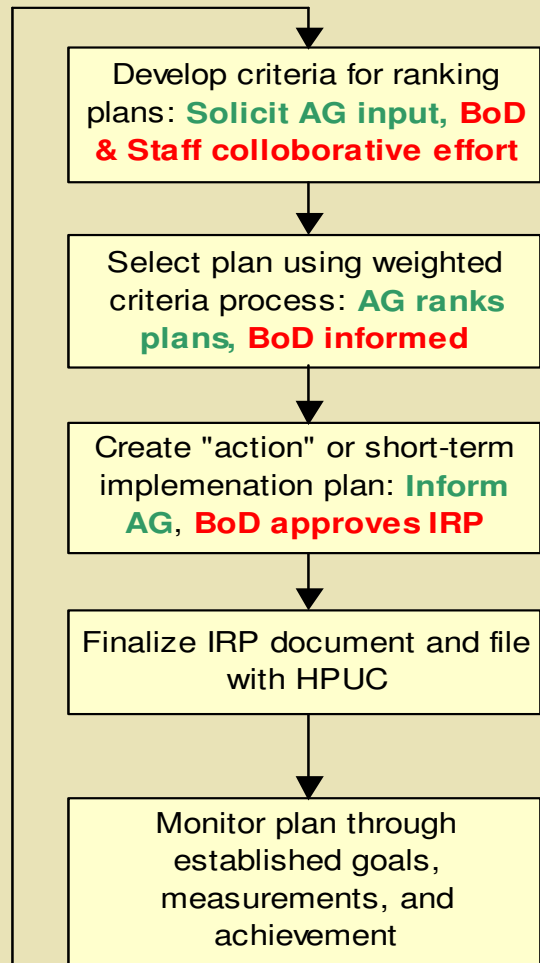 Develop criteria for ranking
plans: Solicit AG input, BoD
& Staff colloborative effort
Select plan using weighted
criteria process: AG ranks
plans, BoD informed
Create "action" or short-term
implemenation plan: Inform
AG, BoD approves IRP
Finalize IRP document and file
with HPUC
Monitor plan through
established goals,
measurements, and
achievement